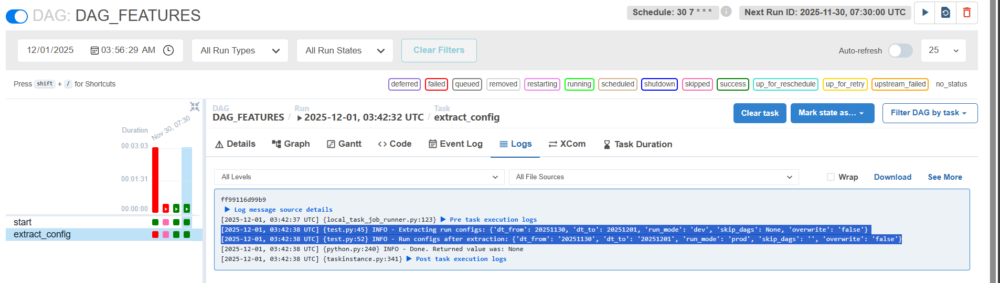 DAG: DAG_FEATURES
Schedule: 30 7 * * *
Next Run ID: 2025-11-30, 07:30:00 UTC
12/01/2025 03:56:29 AM
All Run Types
All Run States
Clear Filters
Auto-refresh
25
Press shift + / for Shortcuts
deferred failed queued removed restarting running scheduled shutdown skipped success up_for_reschedule up_for_retry upstream_failed no_status
Duration
Nov 30, 07:30
00:03:03
00:01:31
00:00:00
start
extract_config
DAG
DAG_FEATURES /
Run
2025-12-01, 03:42:32 UTC /
Task
extract_config
Clear task
Mark state as...
Filter DAG by task
Details
Graph
Gantt
Code
Event Log
Logs
XCom
Task Duration
All Levels
All File Sources
Wrap
Download
See More
ff99116d99b9
Log message source details
[2025-12-01, 03:42:37 UTC] {local_task_job_runner.py:123} ▶ Pre task execution logs
[2025-12-01, 03:42:38 UTC] {test.py:45} INFO - Extracting run configs: {'dt_from': 20251130, 'dt_to': 20251201, 'run_mode': 'dev', 'skip_dags': None, 'overwrite': 'false'}
[2025-12-01, 03:42:38 UTC] {test.py:52} INFO - Run configs after extraction: {'dt_from': '20251130', 'dt_to': '20251201', 'run_mode': 'prod', 'skip_dags': '', 'overwrite': 'false'}
[2025-12-01, 03:42:38 UTC] {python.py:240} INFO - Done. Returned value was: None
[2025-12-01, 03:42:38 UTC] {taskinstance.py:341} ▶ Post task execution logs